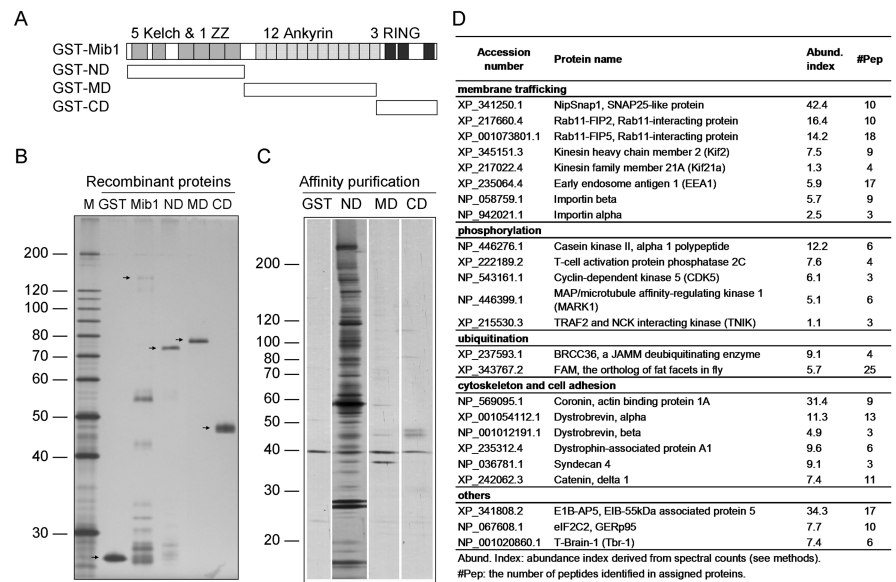 A
5 Kelch & 1 ZZ 12 Ankyrin 3 RING
GST-Mib1
GST-ND
GST-MD
GST-CD
B
Recombinant proteins
M GST Mib1 ND MD CD
200
120
100
80
70
60
50
40
30
C
Affinity purification
GST ND MD CD
200
120
100
80
70
60
50
40
30
20
D
Accession number Protein name Abund. index #Pep
membrane trafficking
XP_341250.1 NipSnap1, SNAP25-like protein 42.4 10
XP_217660.4 Rab11-FIP2, Rab11-interacting protein 16.4 10
XP_001073801.1 Rab11-FIP5, Rab11-interacting protein 14.2 18
XP_345151.3 Kinesin heavy chain member 2 (Kif2) 7.5 9
XP_217022.4 Kinesin family member 21A (Kif21a) 1.3 4
XP_235064.4 Early endosome antigen 1 (EEA1) 5.9 17
NP_058759.1 Importin beta 5.7 9
NP_942021.1 Importin alpha 2.5 3
phosphorylation
NP_446276.1 Casein kinase II, alpha 1 polypeptide 12.2 6
XP_222189.2 T-cell activation protein phosphatase 2C 7.6 4
NP_543161.1 Cyclin-dependent kinase 5 (CDK5) 6.1 3
NP_446399.1 MAP/microtubule affinity-regulating kinase 1 (MARK1) 5.1 6
XP_215530.3 TRAF2 and NCK interacting kinase (TNIK) 1.1 3
ubiquitination
XP_237593.1 BRCC36, a JAMM deubiquitinating enzyme 9.1 4
XP_343767.2 FAM, the ortholog of fat facets in fly 5.7 25
cytoskeleton and cell adhesion
NP_569095.1 Coronin, actin binding protein 1A 31.4 9
XP_001054112.1 Dystrobrevin, alpha 11.3 13
NP_001012191.1 Dystrobrevin, beta 4.9 3
XP_235312.4 Dystrophin-associated protein A1 9.6 6
NP_036781.1 Syndecan 4 9.1 3
XP_242062.3 Catenin, delta 1 7.4 11
others
XP_341808.2 E1B-AP5, EIB-55kDa associated protein 5 34.3 17
NP_067608.1 eIF2C2, GERp95 7.7 10
NP_001020860.1 T-Brain-1 (Tbr-1) 7.4 6
Abund. Index: abundance index derived from spectral counts (see methods).
#Pep: the number of peptides identified in assigned proteins.